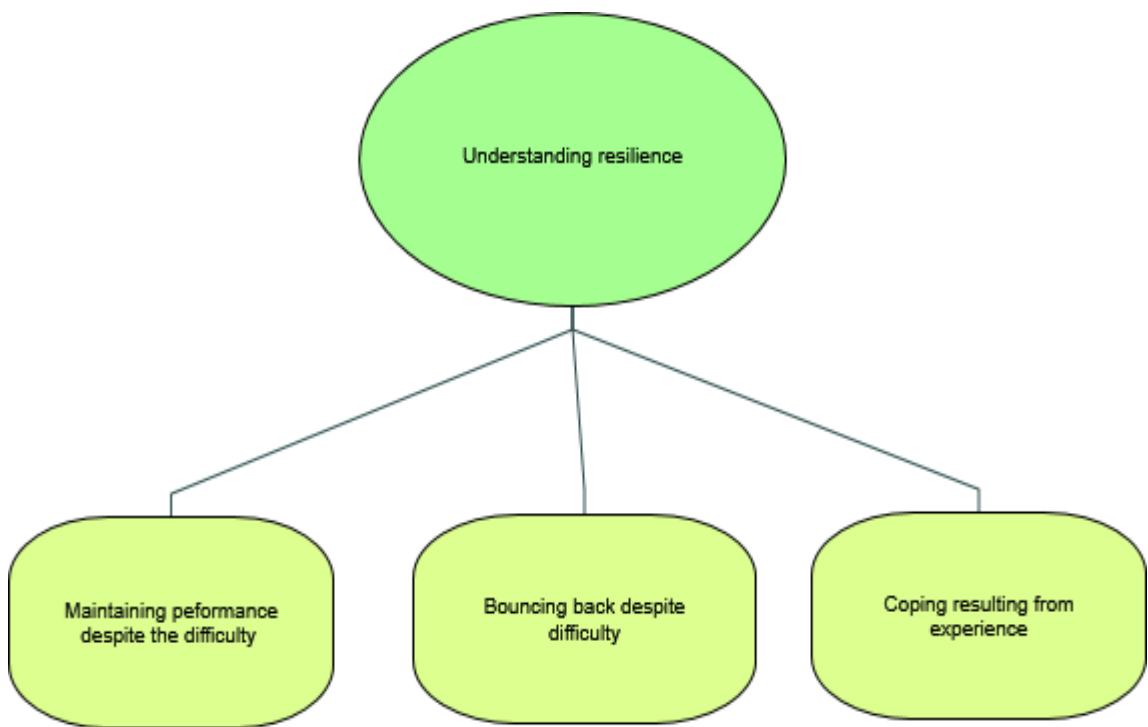 Understanding resilience
Maintaining peformance
despite the difficulty
Bouncing back despite
difficulty
Coping resulting from
experience